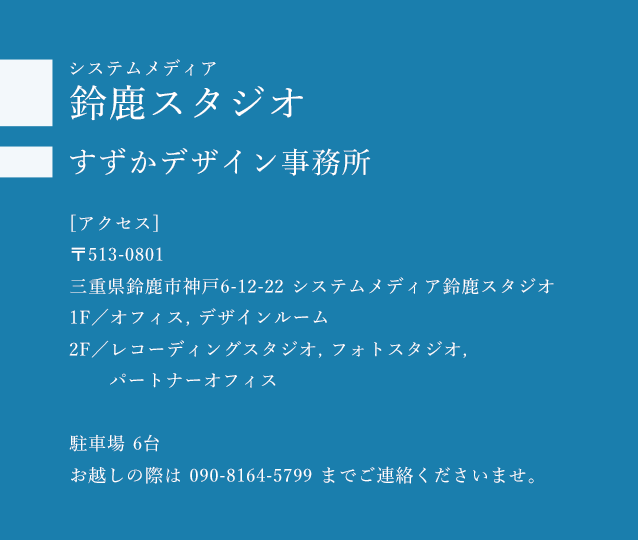 システムメディア
鈴鹿スタジオ
すずかデザイン事務所
[アクセス]
〒513-0801
三重県鈴鹿市神戸6-12-22 システムメディア鈴鹿スタジオ
1F／オフィス, デザインルーム
2F／レコーディングスタジオ, フォトスタジオ,
パートナーオフィス
駐車場 6台
お越しの際は 090-8164-5799 までご連絡くださいませ。